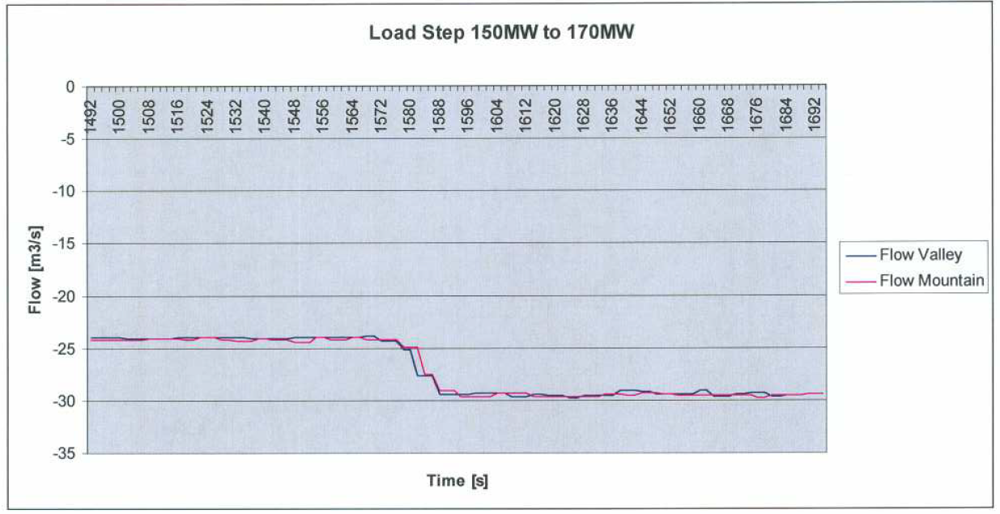 Load Step 150MW to 170MW
0
-5
-10
-15
-20
-25
-30
-35
Flow [m3/s]
1492 1500 1508 1516 1524 1532 1540 1548 1556 1564 1572 1580 1588 1596 1604 1612 1620 1628 1636 1644 1652 1660 1668 1676 1684 1692
Time [s]
Flow Valley
Flow Mountain